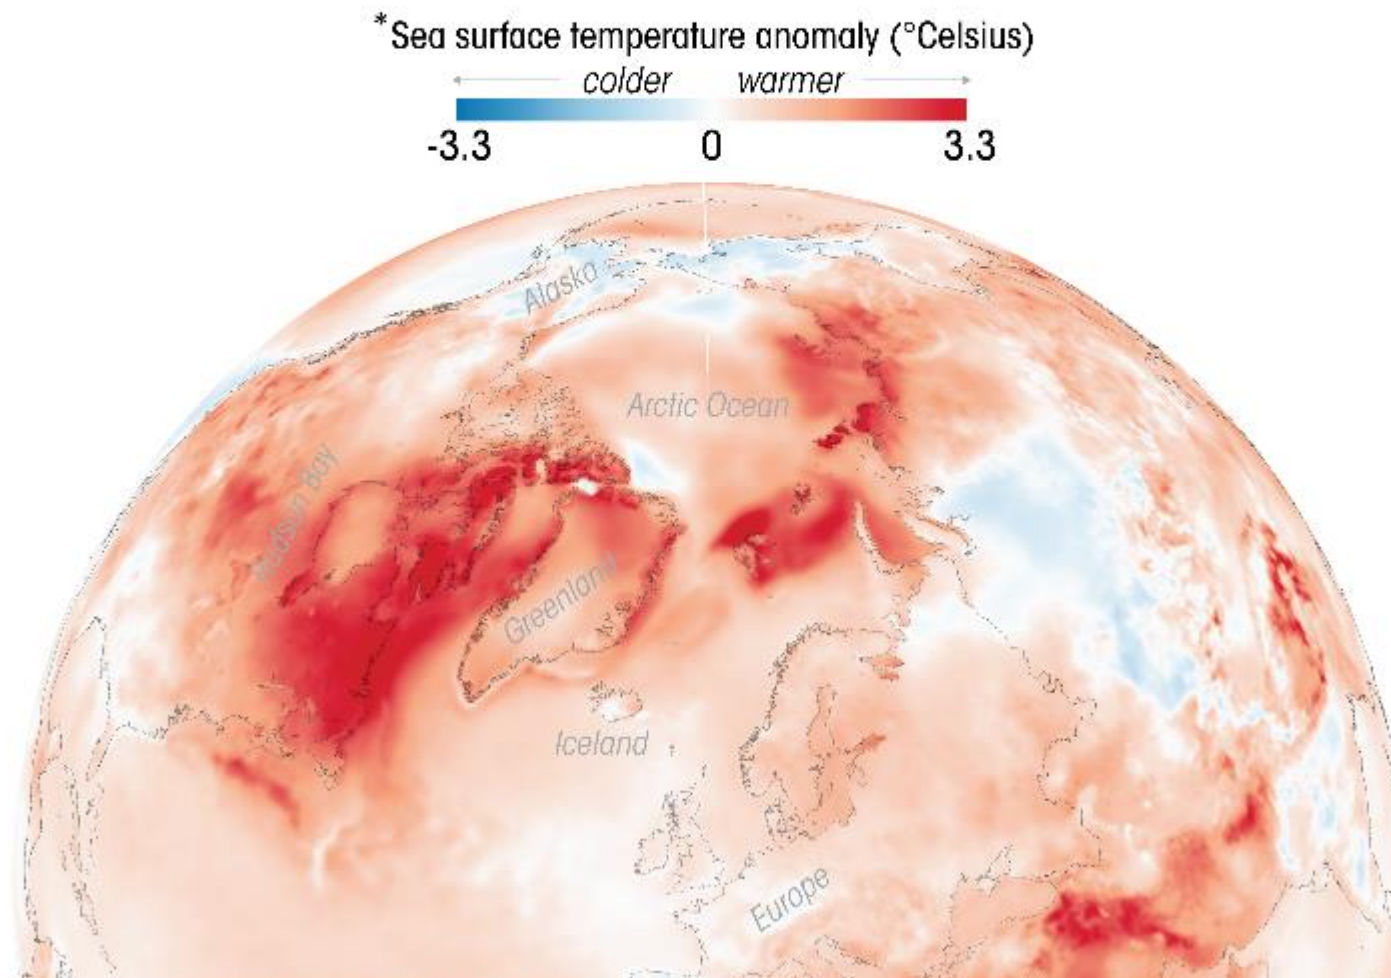 *Sea surface temperature anomaly (°Celsius)
colder warmer
-3.3 0 3.3
Alaska
Arctic Ocean
Hudson Bay
Greenland
Iceland
Europe